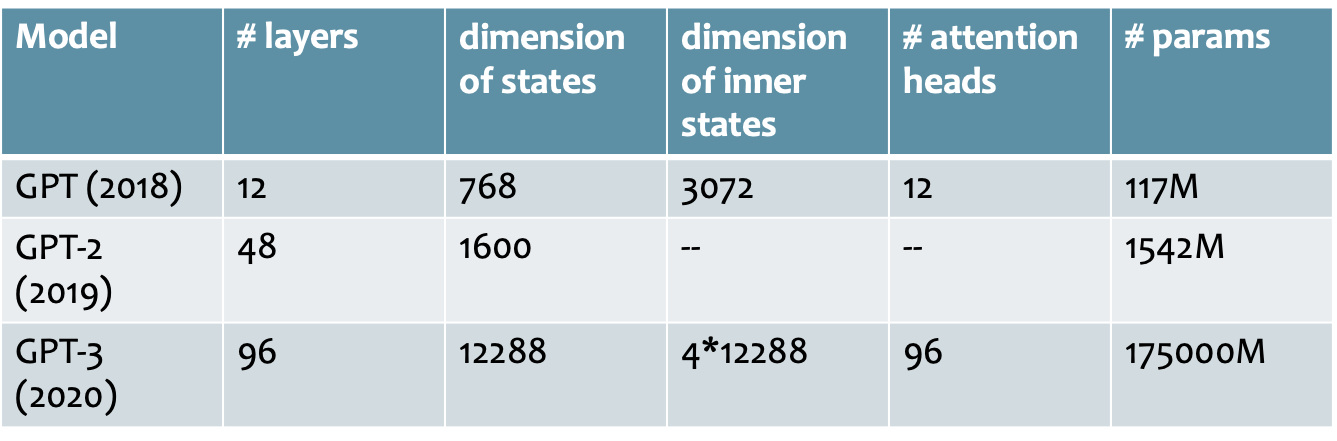 Model # layers dimension of states dimension of inner states # attention heads # params
GPT (2018) 12 768 3072 12 117M
GPT-2 (2019) 48 1600 -- -- 1542M
GPT-3 (2020) 96 12288 4*12288 96 175000M